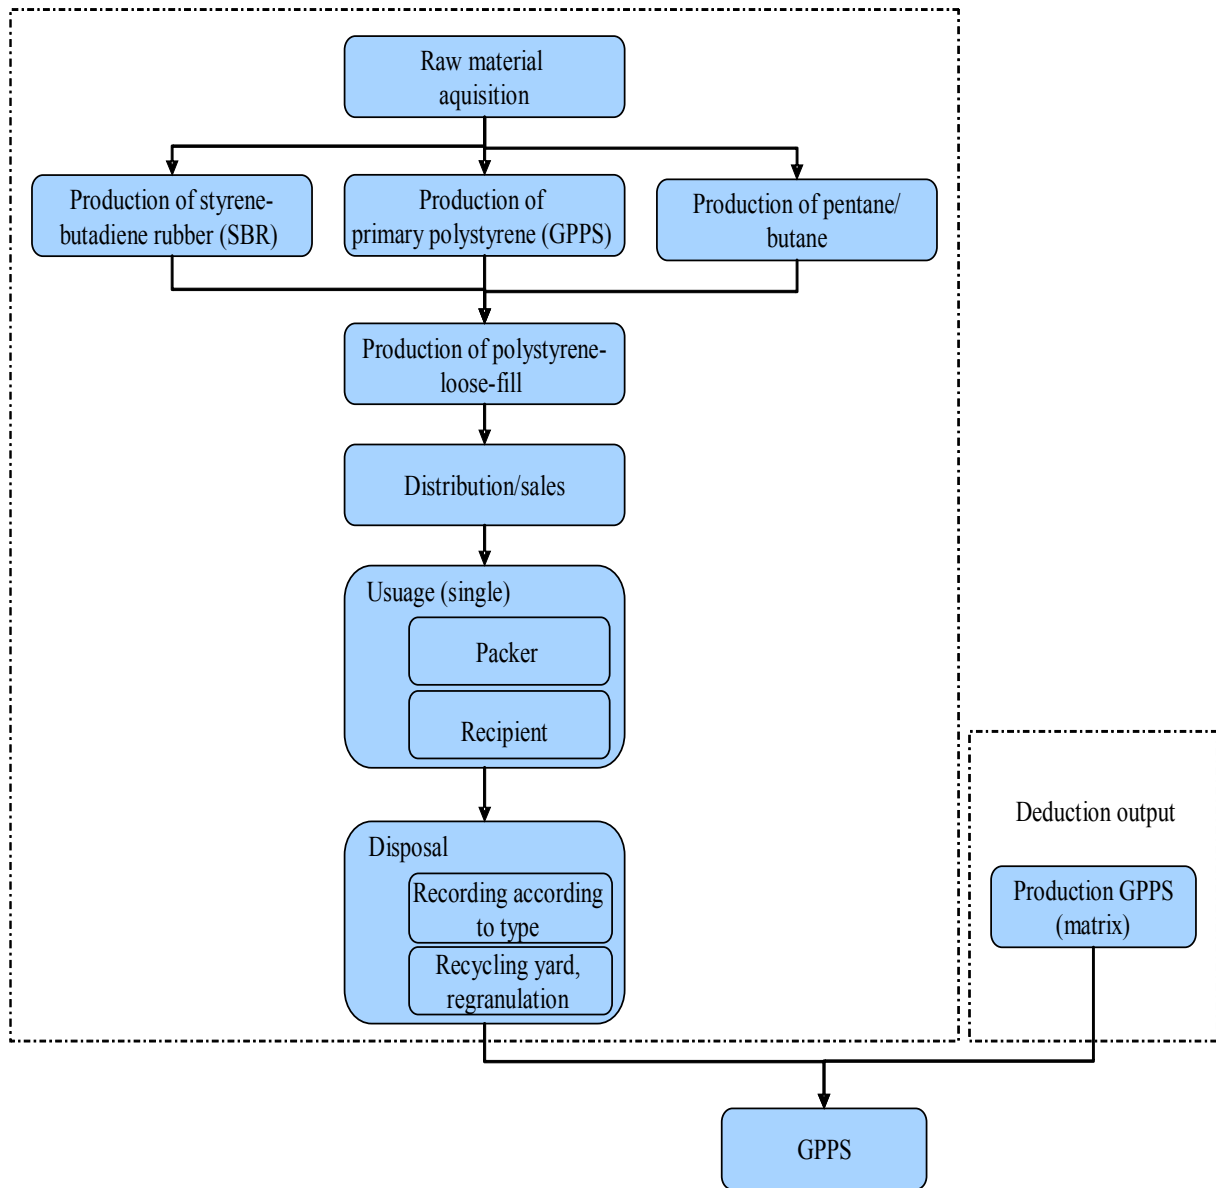 Raw material
aquisition
Production of styrene-
butadiene rubber (SBR)
Production of
primary polystyrene (GPPS)
Production of pentane/
butane
Production of polystyrene-
loose-fill
Distribution/sales
Usuage (single)
Packer
Recipient
Disposal
Recording according
to type
Recycling yard,
regranulation
Deduction output
Production GPPS
(matrix)
GPPS